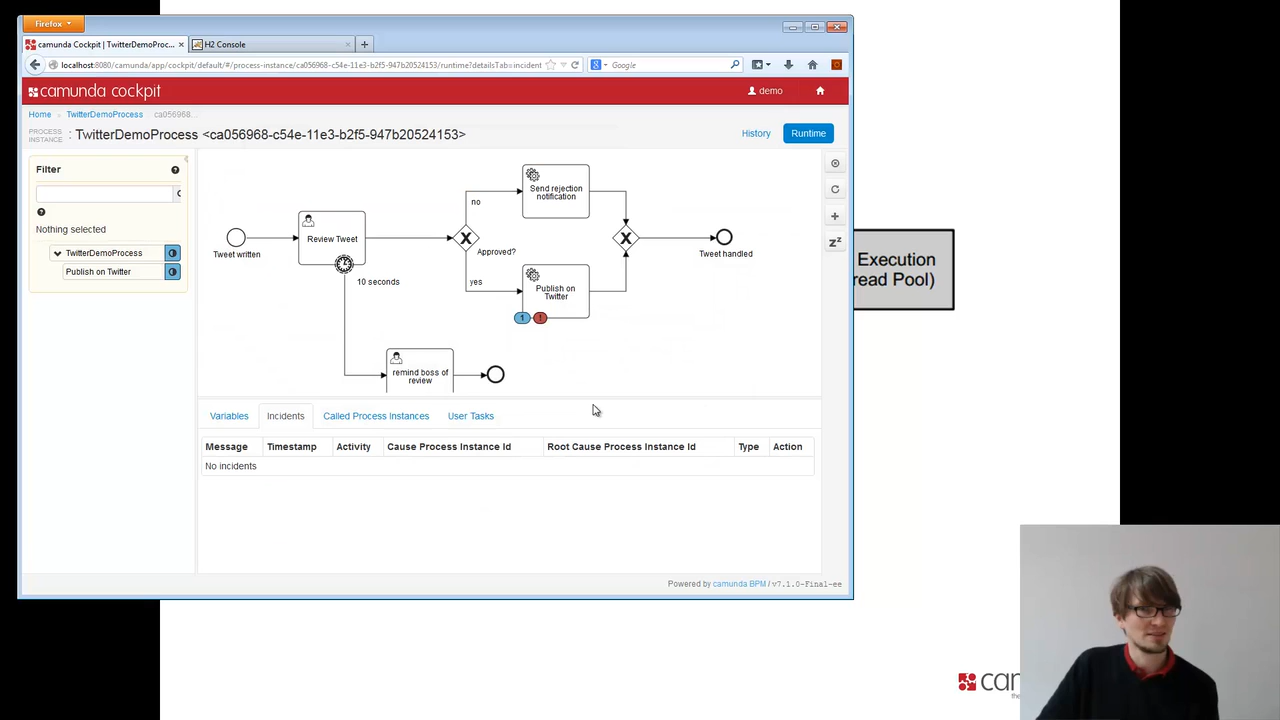 Firefox
camunda Cockpit | TwitterDemoProc...
H2 Console
localhost:8080/camunda/app/cockpit/default/#/process-instance/ca056968-c54e-11e3-b2f5-947b20524153/runtime?detailsTab=incident
Google
camunda cockpit
demo
Home » TwitterDemoProcess » ca056968...
PROCESS INSTANCE : TwitterDemoProcess <ca056968-c54e-11e3-b2f5-947b20524153>
History
Runtime
Filter
Nothing selected
TwitterDemoProcess
Publish on Twitter
Tweet written
Review Tweet
10 seconds
no
Approved?
yes
Send rejection
notification
Publish on
Twitter
1 !
Tweet handled
remind boss of
review
zZ
Execution
read Pool)
Variables Incidents Called Process Instances User Tasks
Message Timestamp Activity Cause Process Instance Id Root Cause Process Instance Id Type Action
No incidents
Powered by camunda BPM / v7.1.0-Final-ee
cam